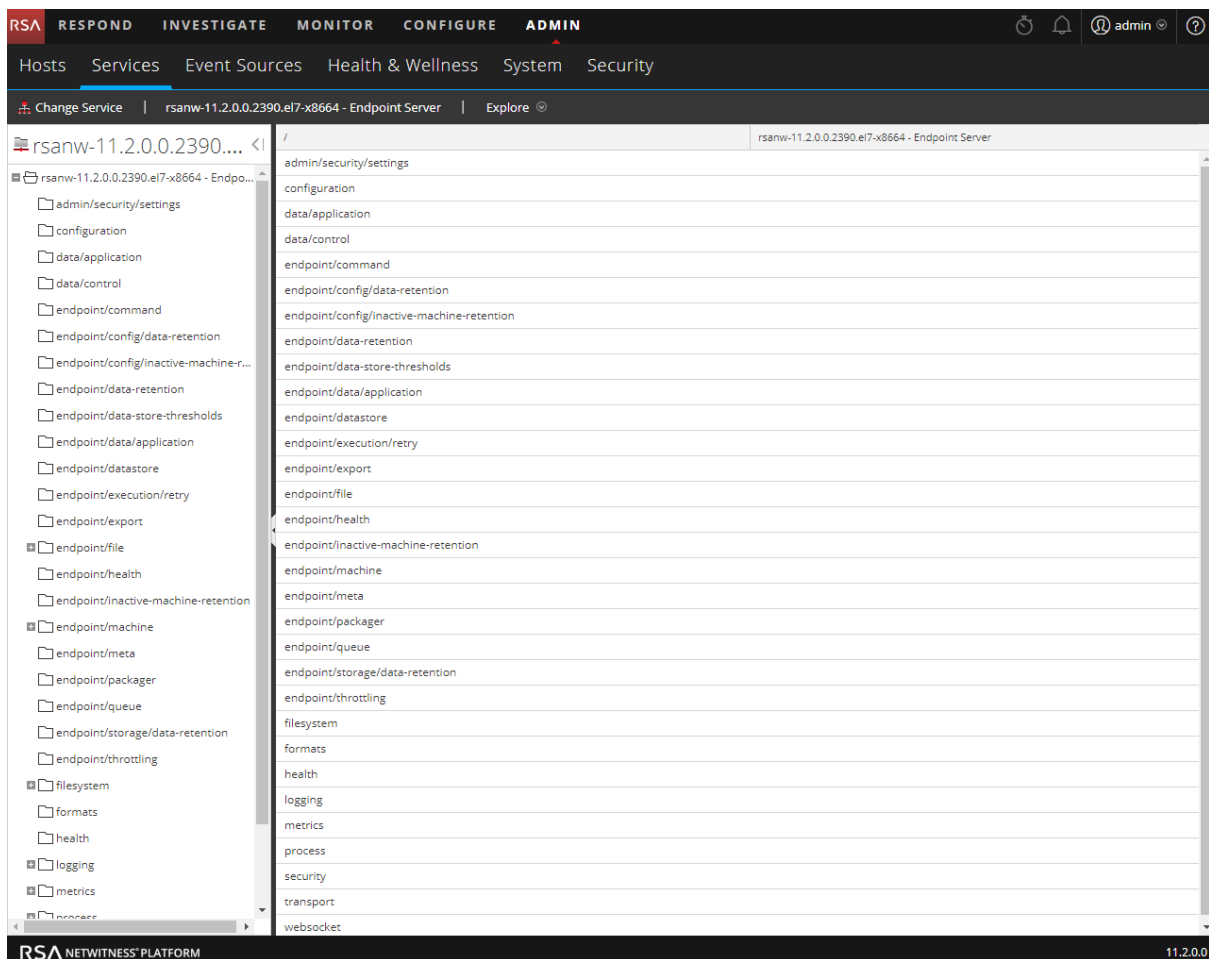 RSA RESPOND INVESTIGATE MONITOR CONFIGURE ADMIN admin ?
Hosts Services Event Sources Health & Wellness System Security
Change Service | rsanw-11.2.0.0.2390.el7-x8664 - Endpoint Server | Explore
rsanw-11.2.0.0.2390....
rsanw-11.2.0.0.2390.el7-x8664 - Endpo...
admin/security/settings
configuration
data/application
data/control
endpoint/command
endpoint/config/data-retention
endpoint/config/inactive-machine-r...
endpoint/data-retention
endpoint/data-store-thresholds
endpoint/data/application
endpoint/datastore
endpoint/execution/retry
endpoint/export
endpoint/file
endpoint/health
endpoint/inactive-machine-retention
endpoint/machine
endpoint/meta
endpoint/packager
endpoint/queue
endpoint/storage/data-retention
endpoint/throttling
filesystem
formats
health
logging
metrics
process
/ rsanw-11.2.0.0.2390.el7-x8664 - Endpoint Server
admin/security/settings
configuration
data/application
data/control
endpoint/command
endpoint/config/data-retention
endpoint/config/inactive-machine-retention
endpoint/data-retention
endpoint/data-store-thresholds
endpoint/data/application
endpoint/datastore
endpoint/execution/retry
endpoint/export
endpoint/file
endpoint/health
endpoint/inactive-machine-retention
endpoint/machine
endpoint/meta
endpoint/packager
endpoint/queue
endpoint/storage/data-retention
endpoint/throttling
filesystem
formats
health
logging
metrics
process
security
transport
websocket
RSA NETWITNESS® PLATFORM 11.2.0.0